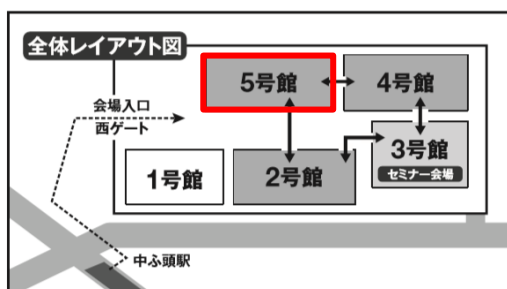 全体レイアウト図
5号館
4号館
会場入口
西ゲート
3号館
セミナー会場
1号館
2号館
中ふ頭駅